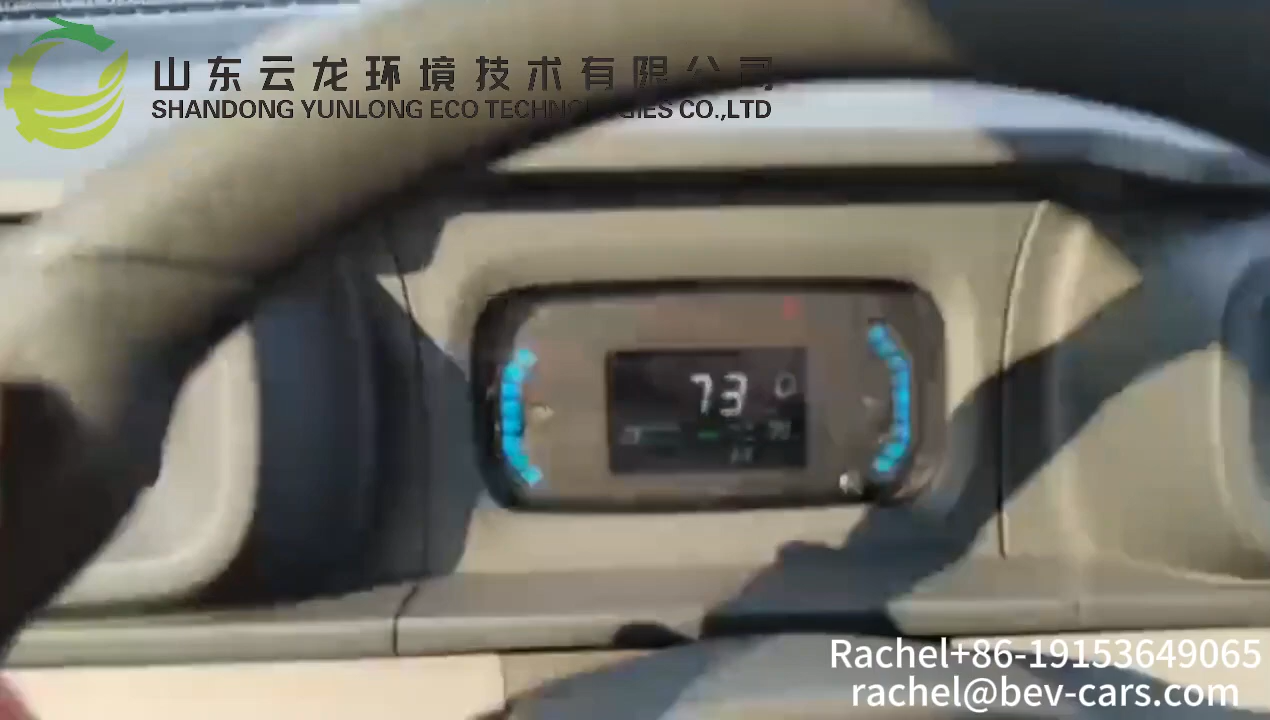 山东云龙环境技术有限公司
SHANDONG YUNLONG ECO TECHNOLOGIES CO.,LTD
73
Rachel+86-19153649065
rachel@bev-cars.com